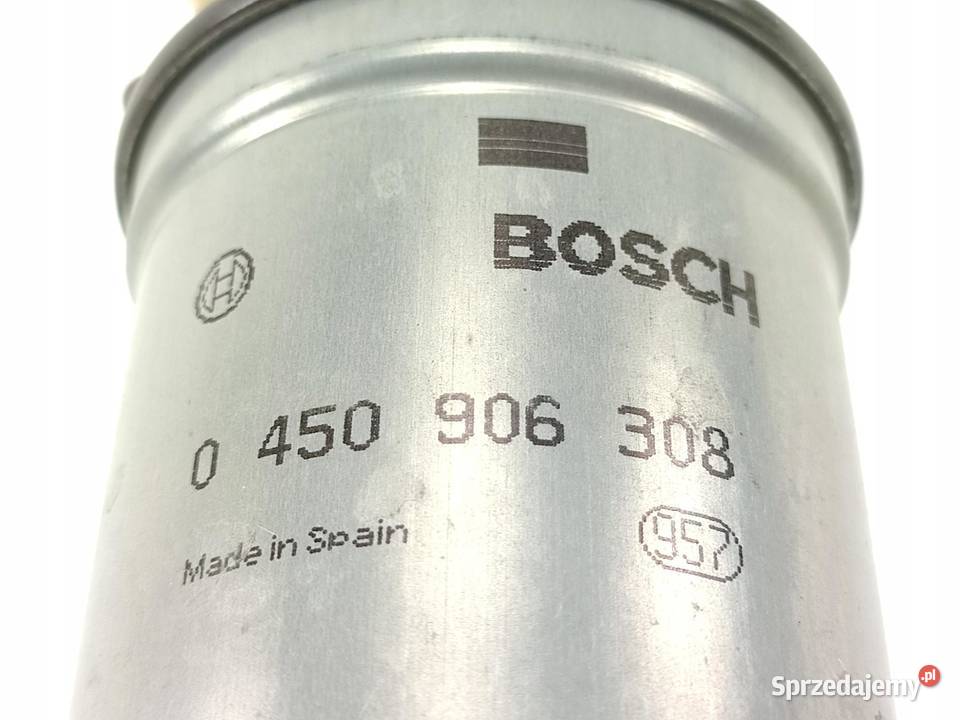 BOSCH
0 450 906 308
Made in Spain
957
Sprzedajemy.pl